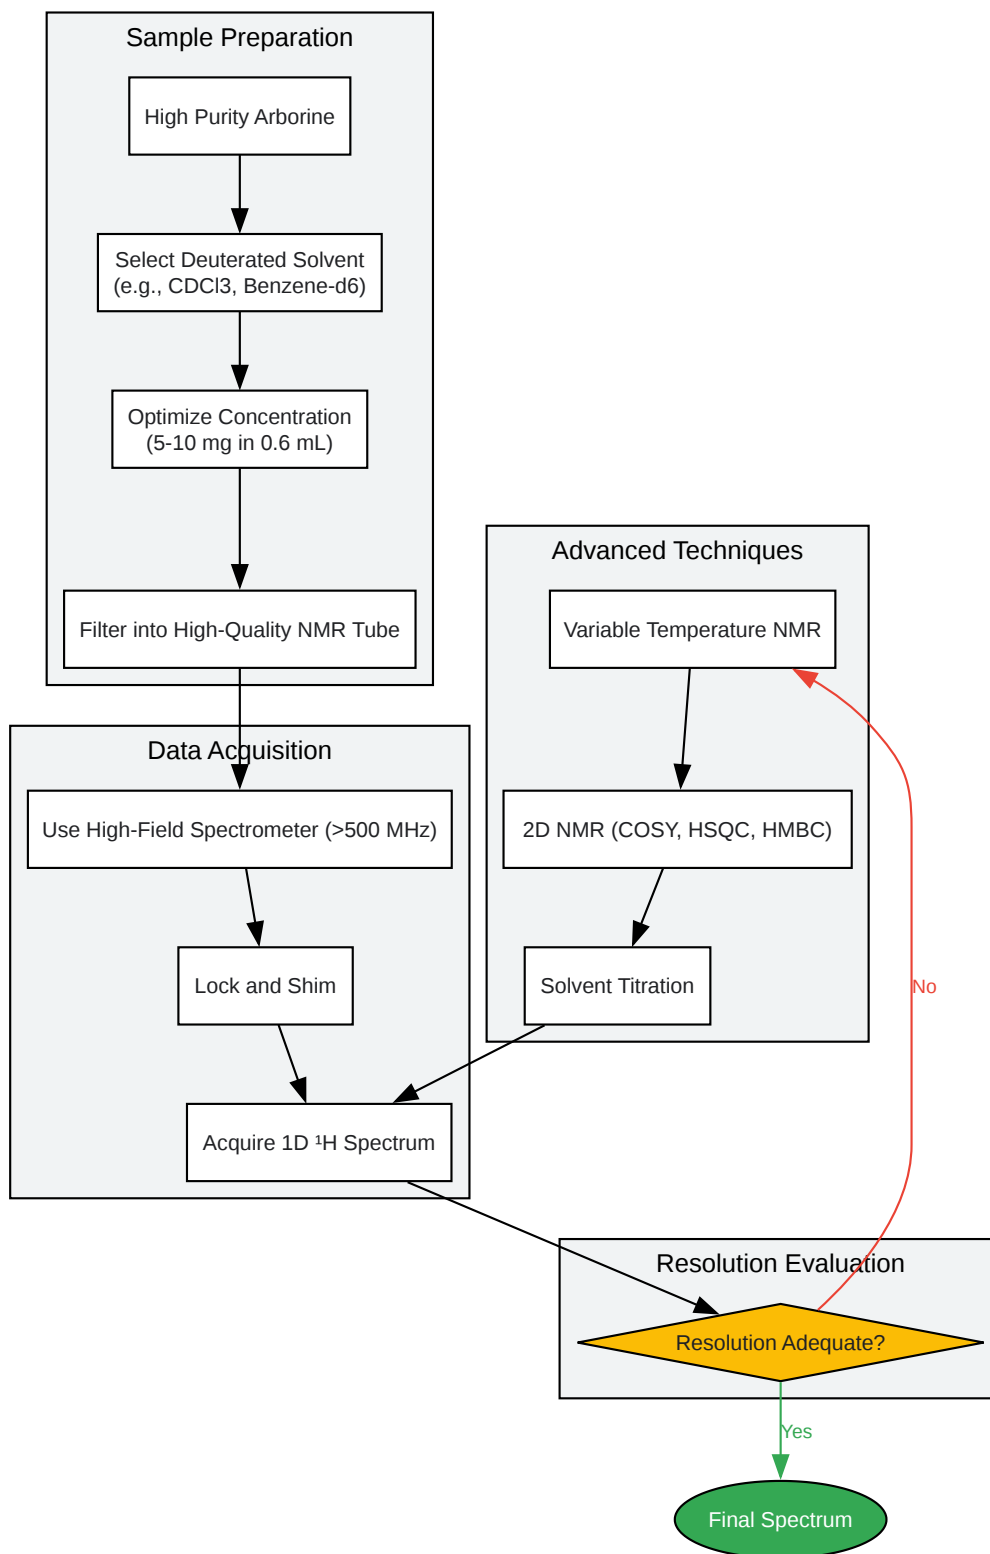 Sample Preparation
High Purity Arborine
Select Deuterated Solvent
(e.g., CDCl3, Benzene-d6)
Optimize Concentration
(5-10 mg in 0.6 mL)
Filter into High-Quality NMR Tube
Advanced Techniques
Variable Temperature NMR
2D NMR (COSY, HSQC, HMBC)
Solvent Titration
Data Acquisition
Use High-Field Spectrometer (>500 MHz)
Lock and Shim
Acquire 1D ¹H Spectrum
No
Resolution Evaluation
Resolution Adequate?
Yes
Final Spectrum